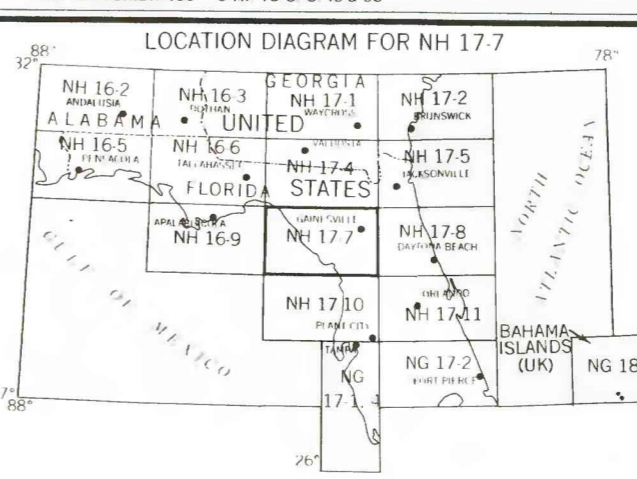 LOCATION DIAGRAM FOR NH 17-7
88°
78°
32°
GEORGIA
NH 16-2
ANDALUSIA
NH 16-3
DOTHAN
NH 17-1
WAYCROSS
NH 17-2
BRUNSWICK
ALABAMA
UNITED
NH 16-5
PENSACOLA
NH 16-6
TALLAHASSEE
VALDOSTA
NH 17-4
NH 17-5
JACKSONVILLE
FLORIDA
STATES
NORTH
ATLANTIC OCEAN
APALACHICOLA
NH 16-9
GAINESVILLE
NH 17-7
NH 17-8
DAYTONA BEACH
GULF OF MEXICO
NH 17 10
PLANT CITY
ORLANDO
NH 17-11
TAMPA
NG
17-1,
NG 17-2
FORT PIERCE
BAHAMA
ISLANDS
(UK)
NG 18
7°
88°
26°